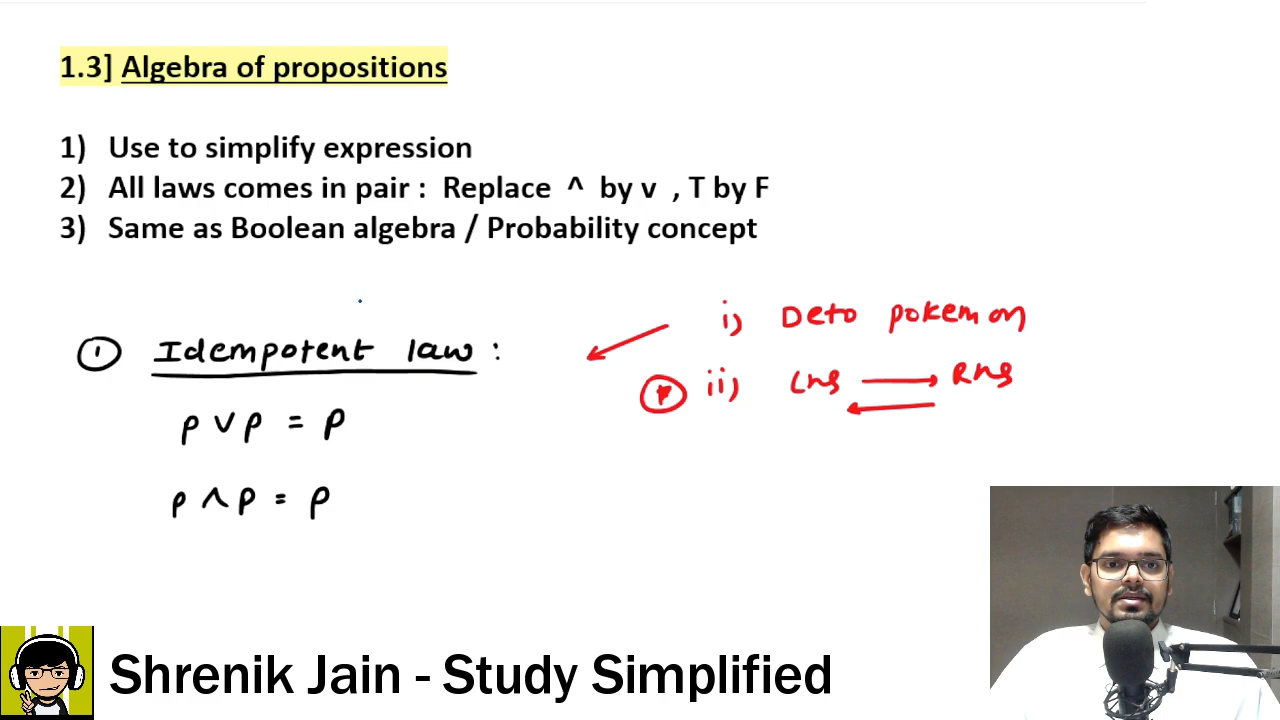 1.3] Algebra of propositions
1) Use to simplify expression
2) All laws comes in pair : Replace ^ by v , T by F
3) Same as Boolean algebra / Probability concept
i) Deto pokemon
① Idempotent law :
ii) LHS → RHS
←
p ∨ p = p
p ∧ p = p
Shrenik Jain - Study Simplified